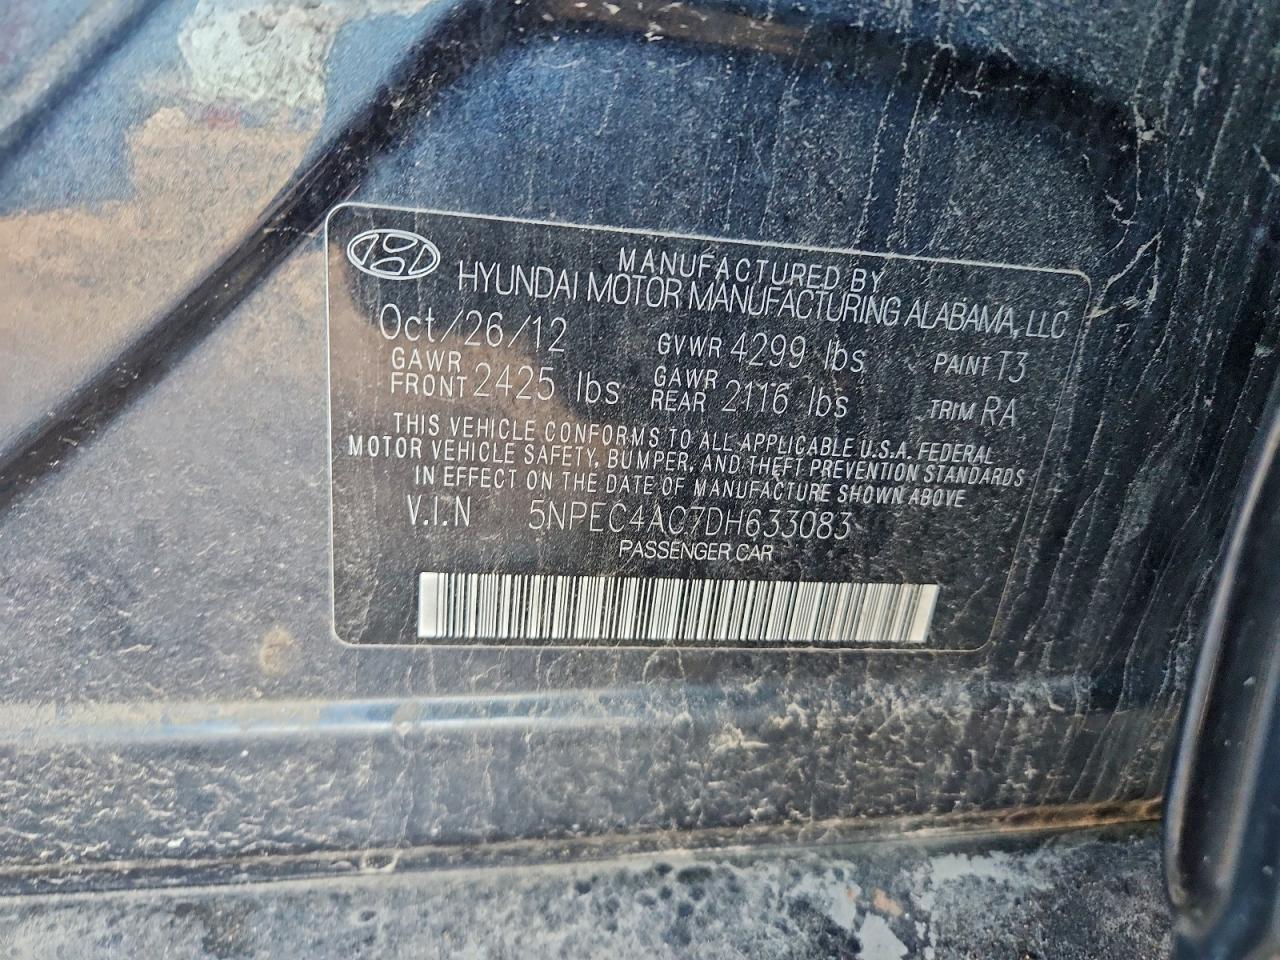 MANUFACTURED BY
HYUNDAI MOTOR MANUFACTURING ALABAMA, LLC
Oct/26/12 GVWR 4299 lbs PAINT T3
GAWR FRONT 2425 lbs GAWR REAR 2116 lbs TRIM RA
THIS VEHICLE CONFORMS TO ALL APPLICABLE U.S.A. FEDERAL
MOTOR VEHICLE SAFETY, BUMPER, AND THEFT PREVENTION STANDARDS
IN EFFECT ON THE DATE OF MANUFACTURE SHOWN ABOVE
V.I.N 5NPEC4AC7DH633083
PASSENGER CAR